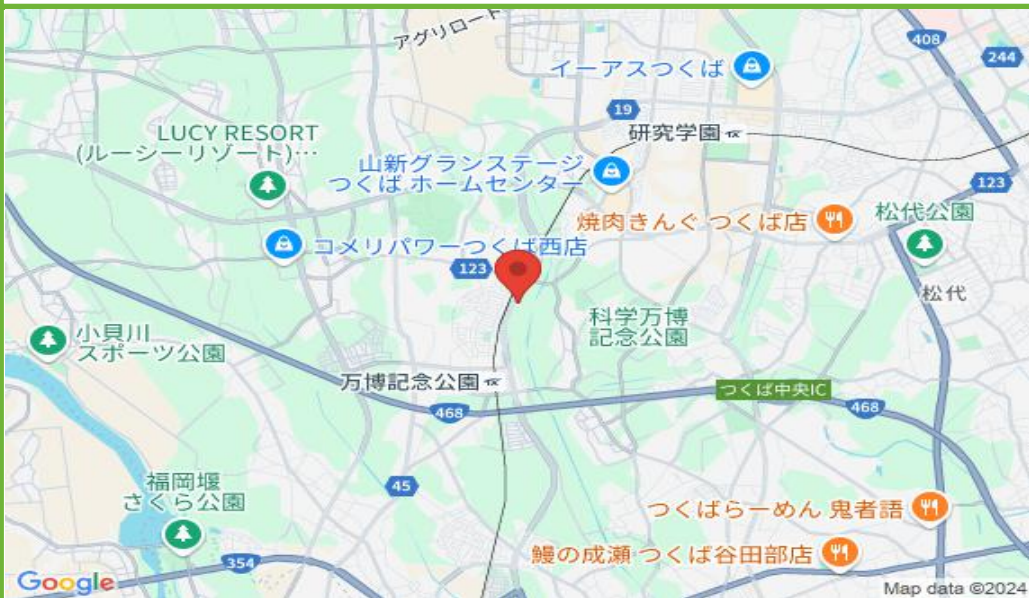 アグリロード
408
244
イーアスつくば
19
研究学園
LUCY RESORT
(ルーシーリゾート)…
山新グランステージ
つくば ホームセンター
123
焼肉きんぐ つくば店
松代公園
コメリパワーつくば西店
123
松代
科学万博
記念公園
小貝川
スポーツ公園
万博記念公園
つくば中央IC
468
468
45
福岡堰
さくら公園
つくばらーめん 鬼者語
鰻の成瀬 つくば谷田部店
354
Google
Map data ©2024